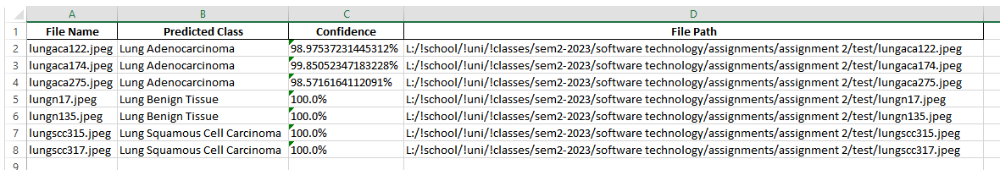 A B C D
1 File Name Predicted Class Confidence File Path
2 lungaca122.jpeg Lung Adenocarcinoma 98.97537231445312% L:/!school/!uni/!classes/sem2-2023/software technology/assignments/assignment 2/test/lungaca122.jpeg
3 lungaca174.jpeg Lung Adenocarcinoma 99.85052347183228% L:/!school/!uni/!classes/sem2-2023/software technology/assignments/assignment 2/test/lungaca174.jpeg
4 lungaca275.jpeg Lung Adenocarcinoma 98.5716164112091% L:/!school/!uni/!classes/sem2-2023/software technology/assignments/assignment 2/test/lungaca275.jpeg
5 lungn17.jpeg Lung Benign Tissue 100.0% L:/!school/!uni/!classes/sem2-2023/software technology/assignments/assignment 2/test/lungn17.jpeg
6 lungn135.jpeg Lung Benign Tissue 100.0% L:/!school/!uni/!classes/sem2-2023/software technology/assignments/assignment 2/test/lungn135.jpeg
7 lungscc315.jpeg Lung Squamous Cell Carcinoma 100.0% L:/!school/!uni/!classes/sem2-2023/software technology/assignments/assignment 2/test/lungscc315.jpeg
8 lungscc317.jpeg Lung Squamous Cell Carcinoma 100.0% L:/!school/!uni/!classes/sem2-2023/software technology/assignments/assignment 2/test/lungscc317.jpeg
9